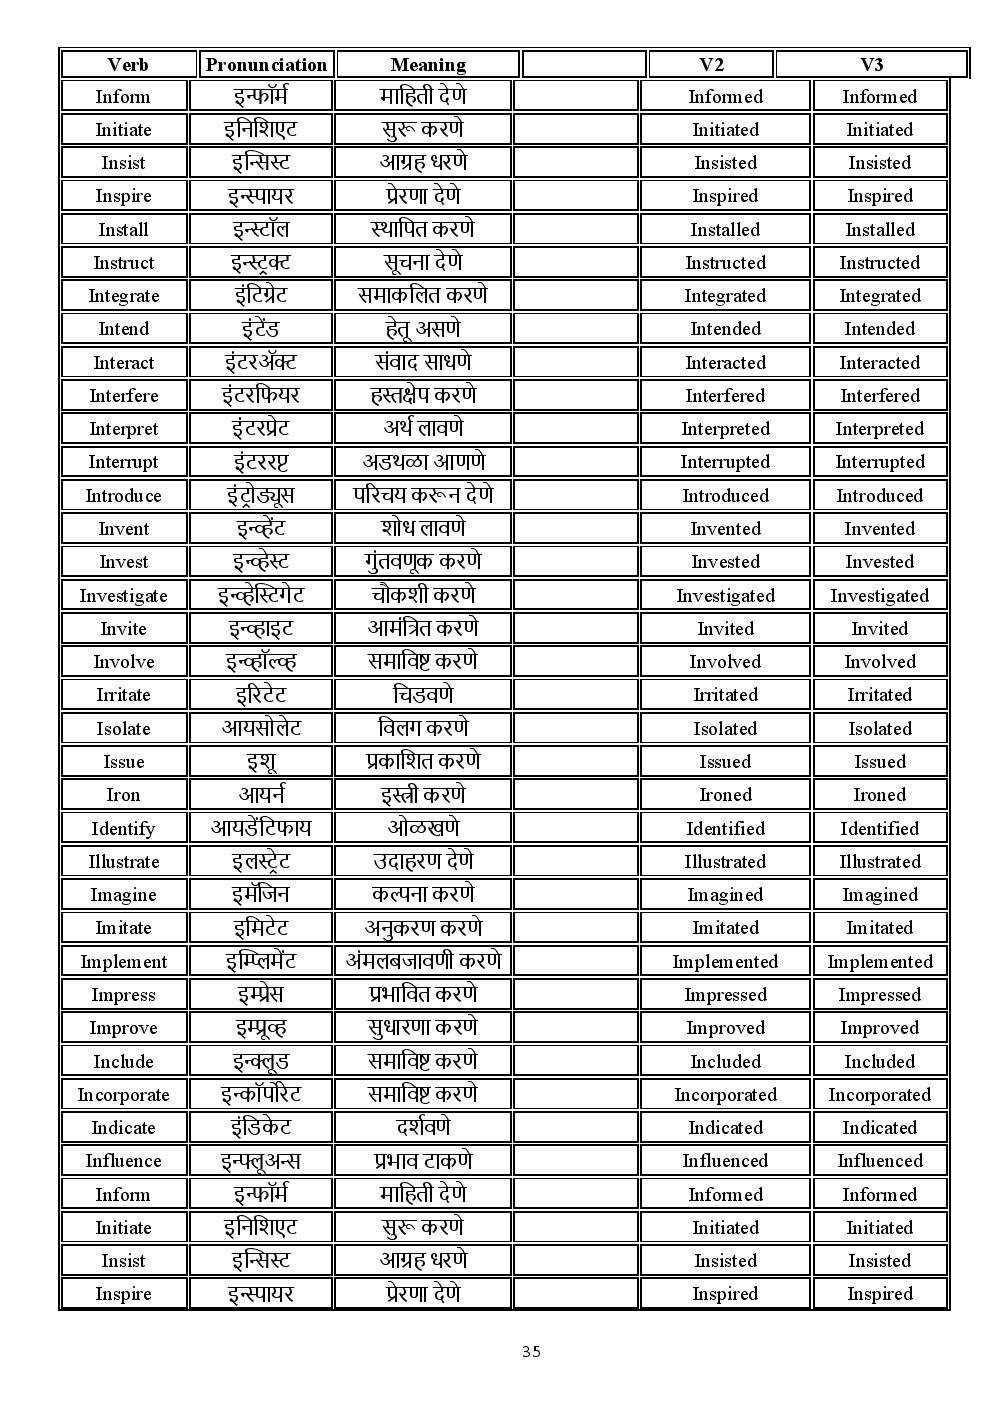 Verb Pronunciation Meaning V2 V3
Inform इन्फॉर्म माहिती देणे Informed Informed
Initiate इनिशिएट सुरू करणे Initiated Initiated
Insist इन्सिस्ट आग्रह धरणे Insisted Insisted
Inspire इन्स्पायर प्रेरणा देणे Inspired Inspired
Install इन्स्टॉल स्थापित करणे Installed Installed
Instruct इन्स्ट्रक्ट सूचना देणे Instructed Instructed
Integrate इंटिग्रेट समाकलित करणे Integrated Integrated
Intend इंटेंड हेतू असणे Intended Intended
Interact इंटरॲक्ट संवाद साधणे Interacted Interacted
Interfere इंटरफियर हस्तक्षेप करणे Interfered Interfered
Interpret इंटरप्रेट अर्थ लावणे Interpreted Interpreted
Interrupt इंटररप्ट अडथळा आणणे Interrupted Interrupted
Introduce इंट्रोड्यूस परिचय करून देणे Introduced Introduced
Invent इन्व्हेंट शोध लावणे Invented Invented
Invest इन्व्हेस्ट गुंतवणूक करणे Invested Invested
Investigate इन्व्हेस्टिगेट चौकशी करणे Investigated Investigated
Invite इन्व्हाइट आमंत्रित करणे Invited Invited
Involve इन्व्हॉल्व्ह समाविष्ट करणे Involved Involved
Irritate इरिटेट चिडवणे Irritated Irritated
Isolate आयसोलेट विलग करणे Isolated Isolated
Issue इशू प्रकाशित करणे Issued Issued
Iron आयर्न इस्त्री करणे Ironed Ironed
Identify आयडेंटिफाय ओळखणे Identified Identified
Illustrate इलस्ट्रेट उदाहरण देणे Illustrated Illustrated
Imagine इमॅजिन कल्पना करणे Imagined Imagined
Imitate इमिटेट अनुकरण करणे Imitated Imitated
Implement इम्प्लिमेंट अंमलबजावणी करणे Implemented Implemented
Impress इम्प्रेस प्रभावित करणे Impressed Impressed
Improve इम्प्रूव्ह सुधारणा करणे Improved Improved
Include इन्क्लूड समाविष्ट करणे Included Included
Incorporate इन्कॉर्पोरेट समाविष्ट करणे Incorporated Incorporated
Indicate इंडिकेट दर्शवणे Indicated Indicated
Influence इन्फ्लूअन्स प्रभाव टाकणे Influenced Influenced
Inform इन्फॉर्म माहिती देणे Informed Informed
Initiate इनिशिएट सुरू करणे Initiated Initiated
Insist इन्सिस्ट आग्रह धरणे Insisted Insisted
Inspire इन्स्पायर प्रेरणा देणे Inspired Inspired
35